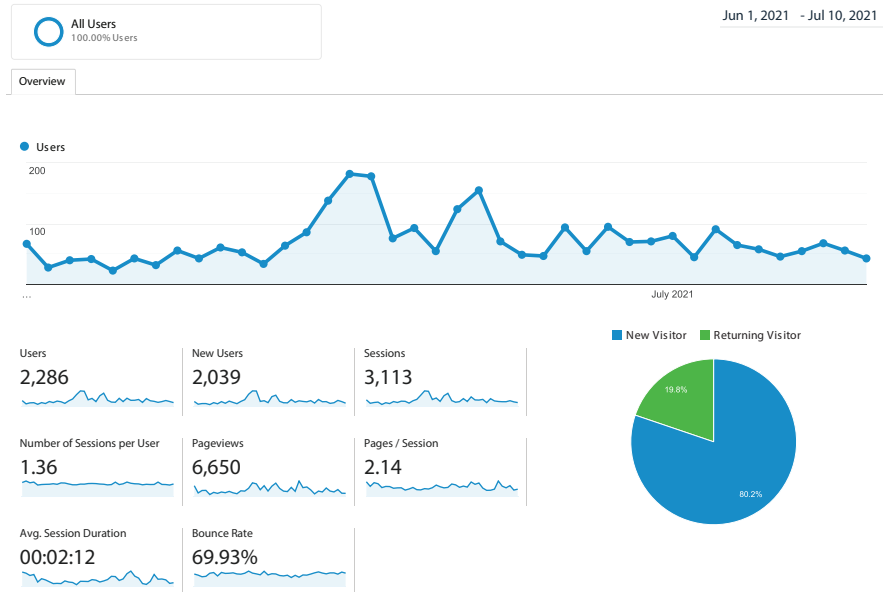 All Users
100.00% Users
Jun 1, 2021 - Jul 10, 2021
Overview
Users
200
100
...
July 2021
New Visitor
Returning Visitor
19.8%
80.2%
Users
2,286
New Users
2,039
Sessions
3,113
Number of Sessions per User
1.36
Pageviews
6,650
Pages / Session
2.14
Avg. Session Duration
00:02:12
Bounce Rate
69.93%